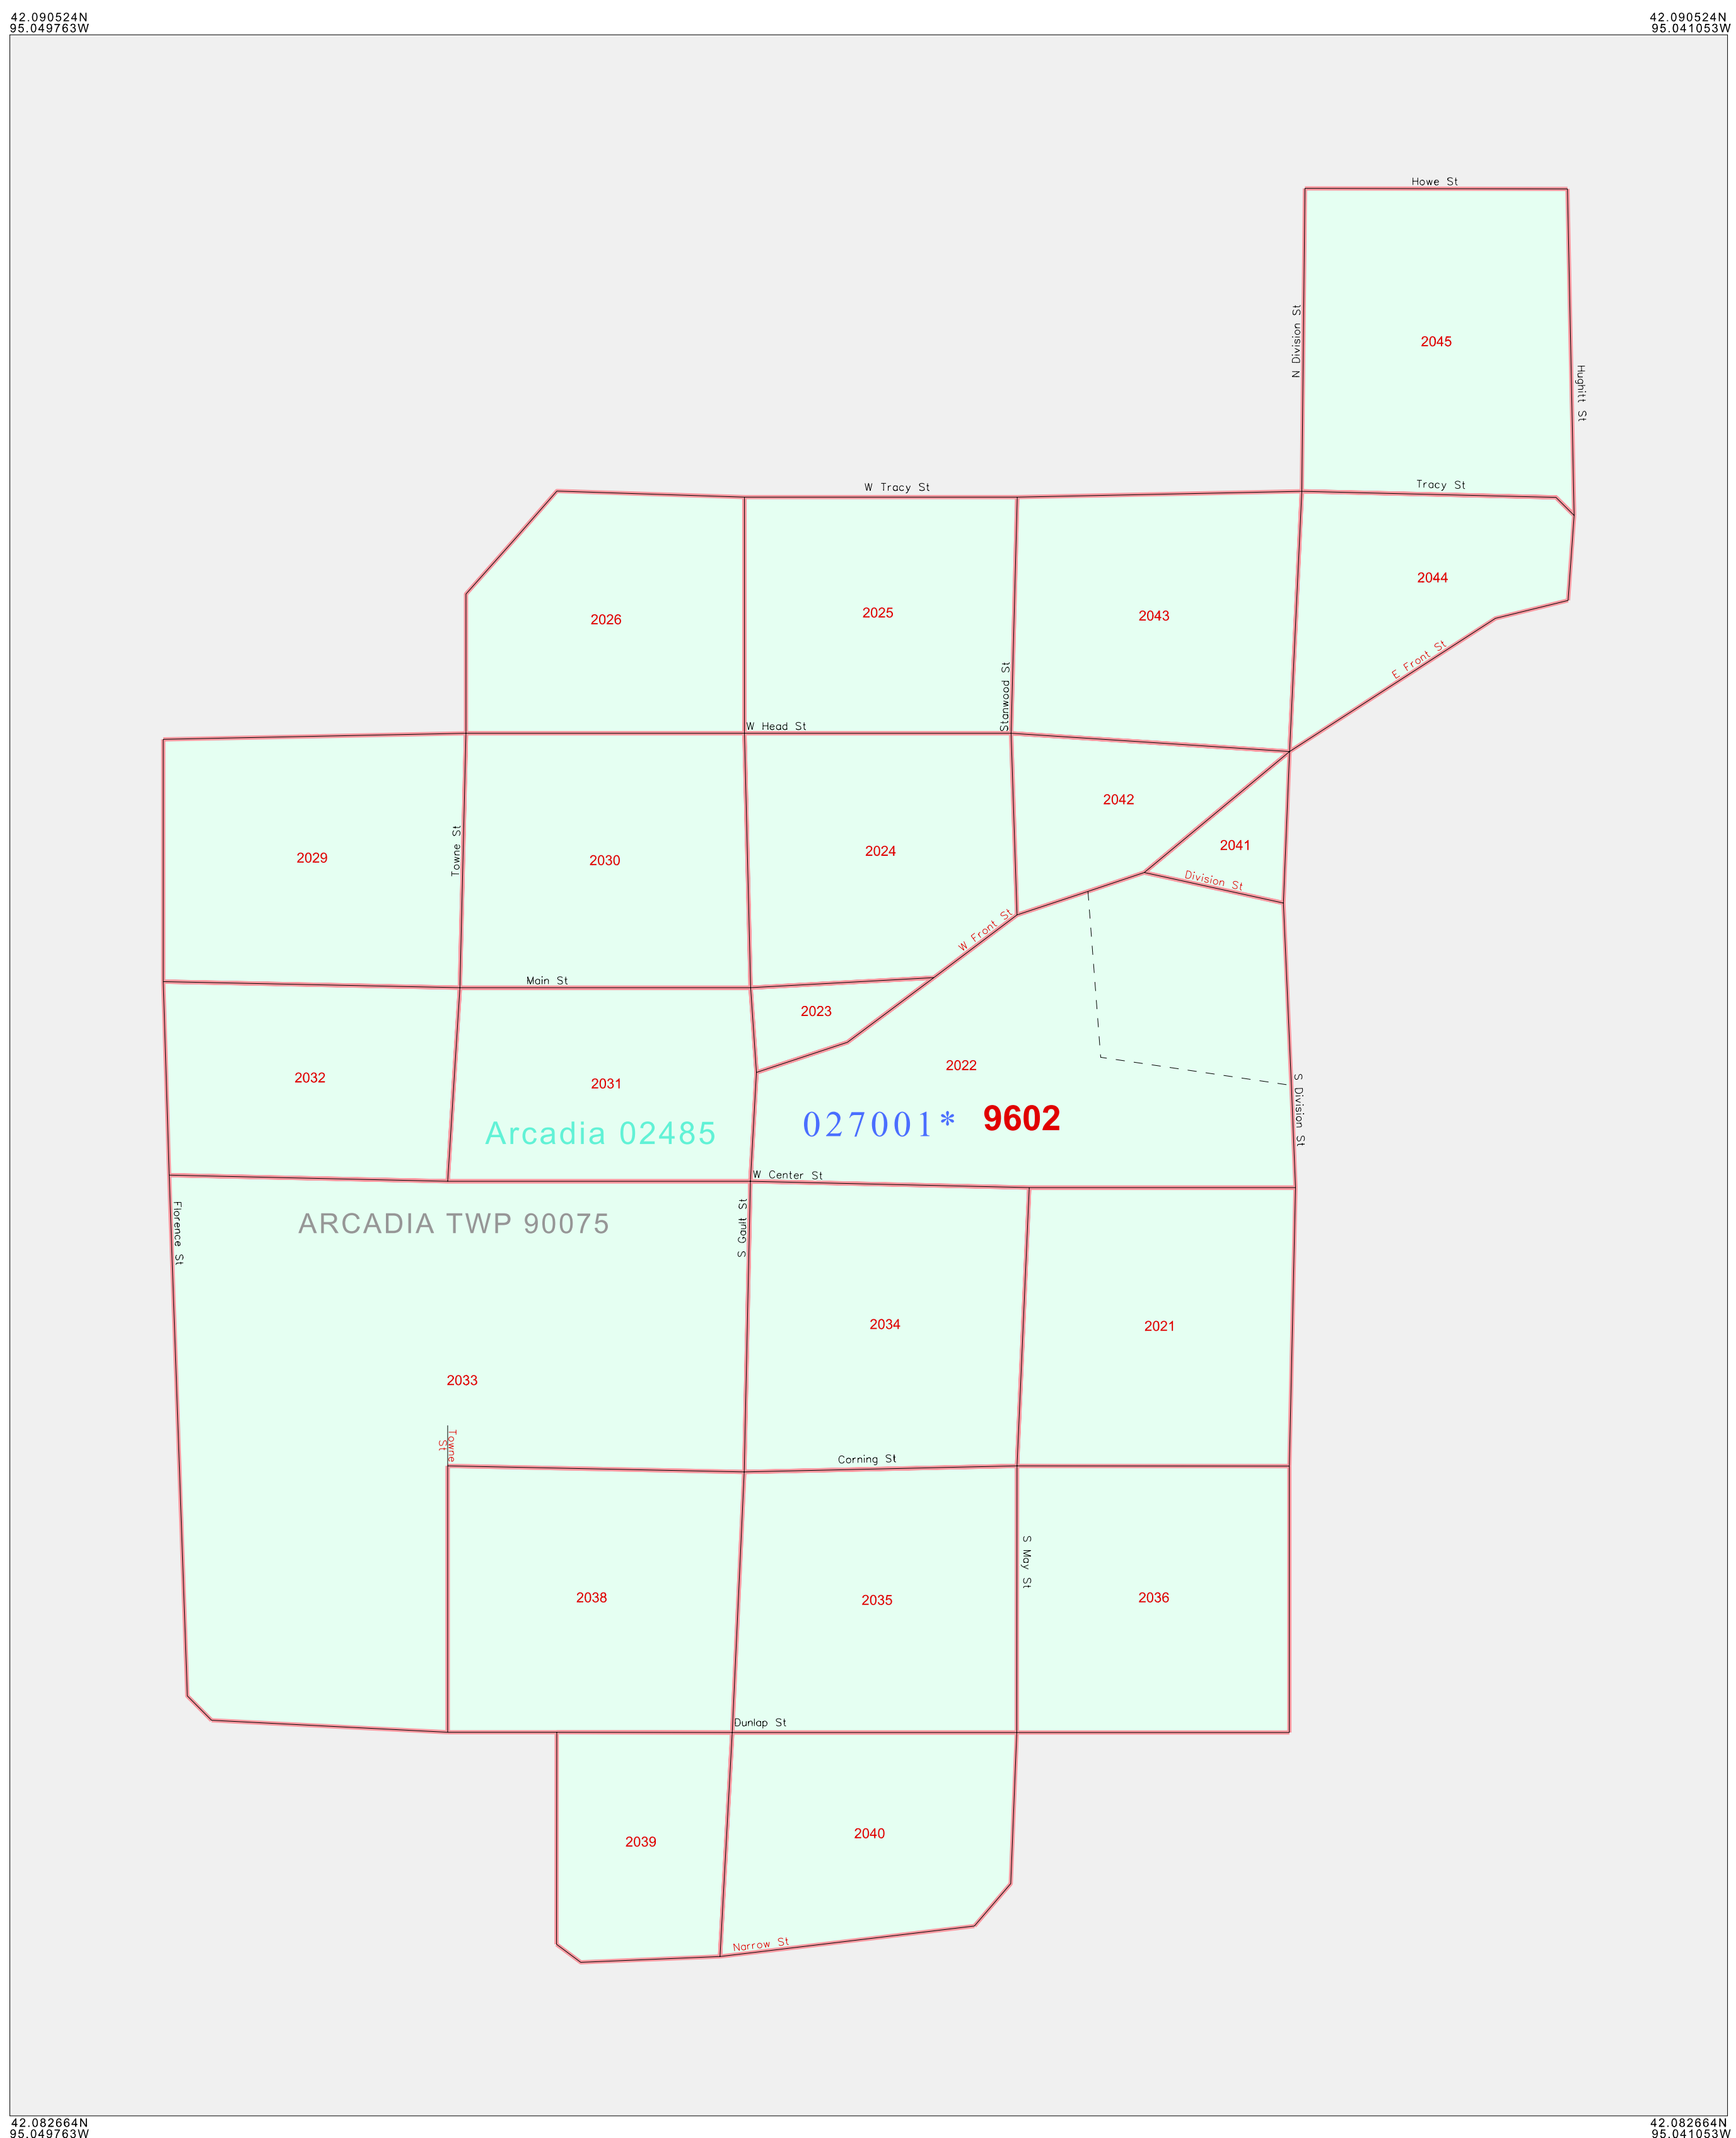 42.090524N
95.049763W
42.090524N
95.041053W
Howe St
N Division St
2045
Hughitt St
W Tracy St
Tracy St
2044
2026
2025
2043
E Front St
Stanwood St
W Head St
2042
2041
Towne St
2029
2030
2024
Division St
W Front St
Main St
2023
2022
2032
2031
S Division St
Arcadia 02485
027001*
9602
W Center St
Florence St
ARCADIA TWP 90075
S Gault St
2034
2021
2033
Towne
St
Corning St
S May St
2038
2035
2036
Dunlap St
2039
2040
Narrow St
42.082664N
95.049763W
42.082664N
95.041053W